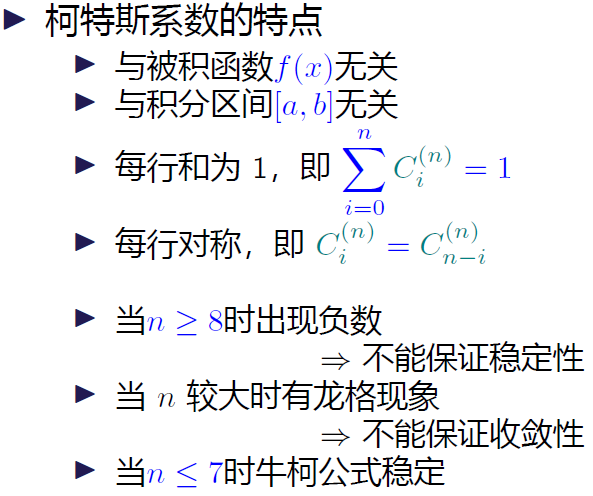 ▶ 柯特斯系数的特点
▶ 与被积函数f(x)无关
▶ 与积分区间[a, b]无关
▶ 每行和为 1，即 \sum_{i=0}^{n} C_i^{(n)} = 1
▶ 每行对称，即 C_i^{(n)} = C_{n-i}^{(n)}
▶ 当n ≥ 8时出现负数
⇒ 不能保证稳定性
▶ 当 n 较大时有龙格现象
⇒ 不能保证收敛性
▶ 当n ≤ 7时牛柯公式稳定